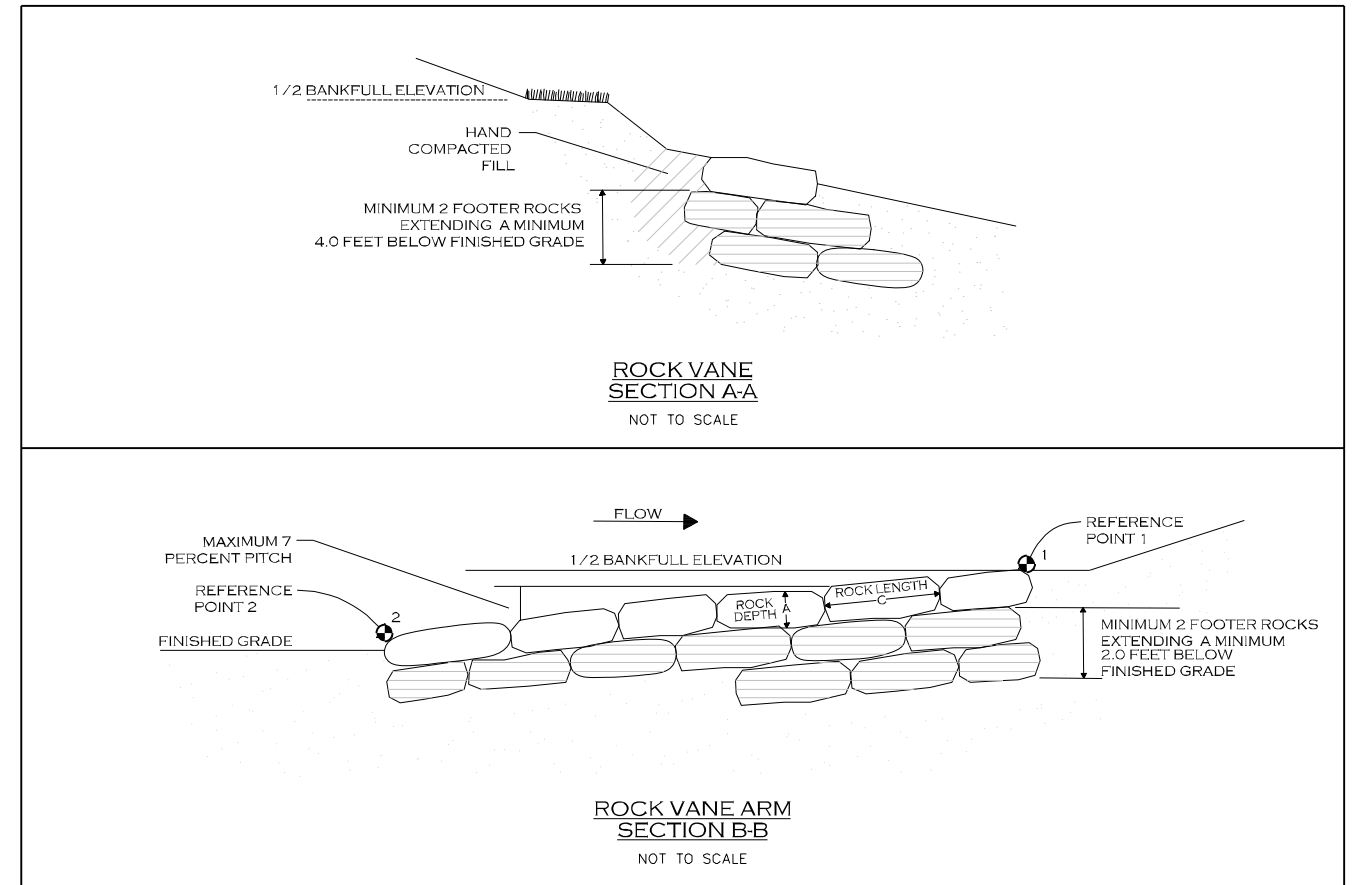 1/2 BANKFULL ELEVATION
HAND
COMPACTED
FILL
MINIMUM 2 FOOTER ROCKS
EXTENDING A MINIMUM
4.0 FEET BELOW FINISHED GRADE
ROCK VANE
SECTION A-A
NOT TO SCALE
FLOW
REFERENCE
POINT 1
1
MAXIMUM 7
PERCENT PITCH
1/2 BANKFULL ELEVATION
REFERENCE
POINT 2
2
ROCK
DEPTH A
ROCK LENGTH
C
FINISHED GRADE
MINIMUM 2 FOOTER ROCKS
EXTENDING A MINIMUM
2.0 FEET BELOW
FINISHED GRADE
ROCK VANE ARM
SECTION B-B
NOT TO SCALE